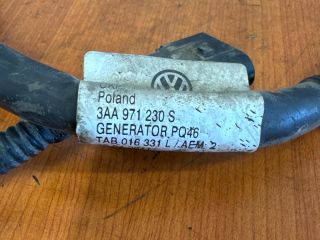 Poland
3AA 971 230 S
GENERATOR PQ46
TAB 016 331 L / AEM 2